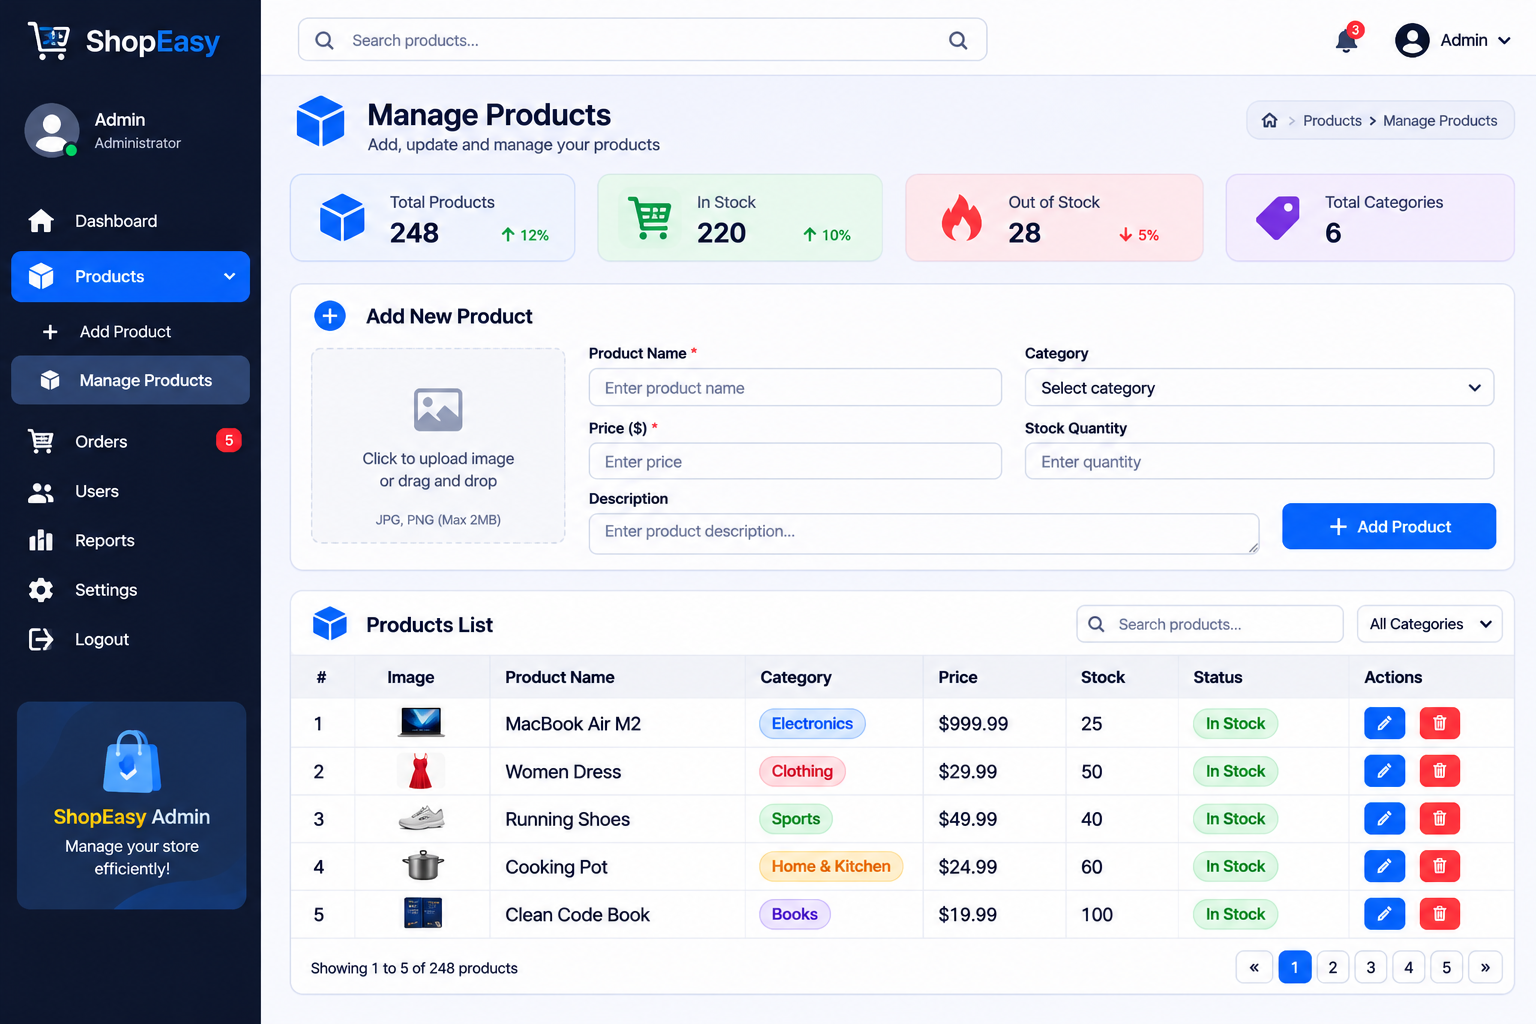 ShopEasy
Search products...
3
Admin
Admin
Administrator
Dashboard
Products
Add Product
Manage Products
Orders
5
Users
Reports
Settings
Logout
ShopEasy Admin
Manage your store
efficiently!
Manage Products
Add, update and manage your products
> Products > Manage Products
Total Products
248
↑ 12%
In Stock
220
↑ 10%
Out of Stock
28
↓ 5%
Total Categories
6
Add New Product
Click to upload image
or drag and drop
JPG, PNG (Max 2MB)
Product Name *
Enter product name
Category
Select category
Price ($) *
Enter price
Stock Quantity
Enter quantity
Description
Enter product description...
+ Add Product
Products List
Search products...
All Categories
# Image Product Name Category Price Stock Status Actions
1 MacBook Air M2 Electronics $999.99 25 In Stock
2 Women Dress Clothing $29.99 50 In Stock
3 Running Shoes Sports $49.99 40 In Stock
4 Cooking Pot Home & Kitchen $24.99 60 In Stock
5 Clean Code Book Books $19.99 100 In Stock
Showing 1 to 5 of 248 products
« 1 2 3 4 5 »